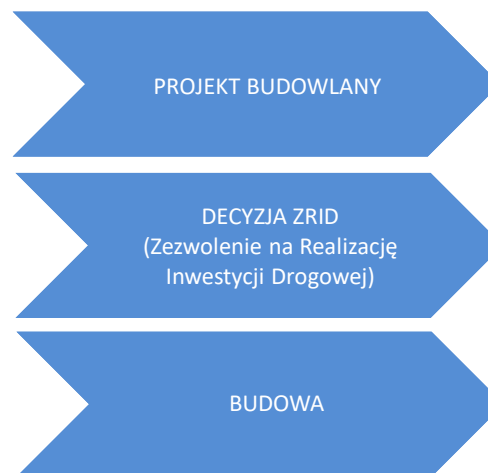 PROJEKT BUDOWLANY
DECYZJA ZRID
(Zezwolenie na Realizację
Inwestycji Drogowej)
BUDOWA